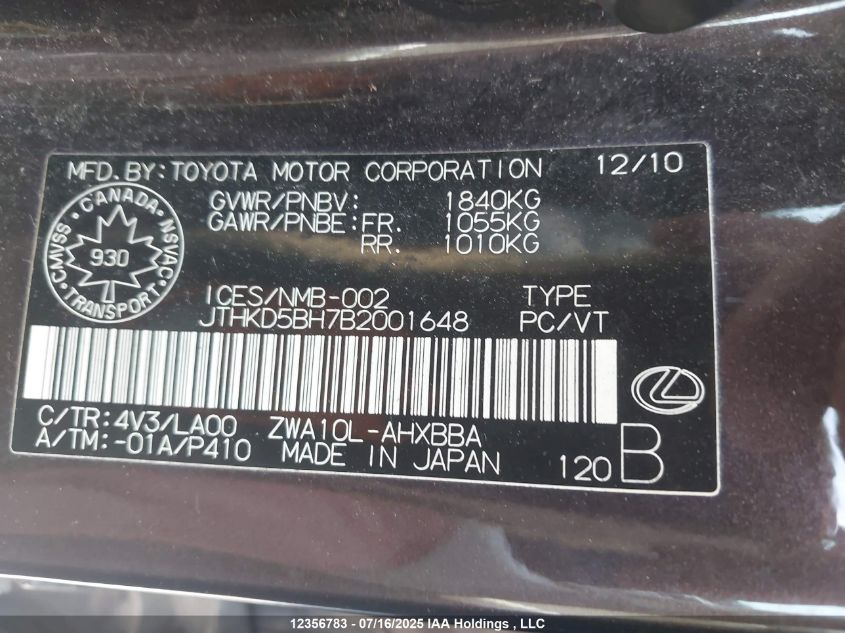 MFD.BY:TOYOTA MOTOR CORPORATION 12/10
GVWR/PNBV: 1840KG
GAWR/PNBE:FR. 1055KG
RR. 1010KG
CANADA
CMVSS
930
NSVAC
TRANSPORT
ICES/NMB-002 TYPE
JTHKD5BH7B2001648 PC/VT
C/TR:4V3/LA00 ZWA10L-AHXBBA
A/TM:-01A/P410 MADE IN JAPAN 120 B
12356783 - 07/16/2025 IAA Holdings , LLC